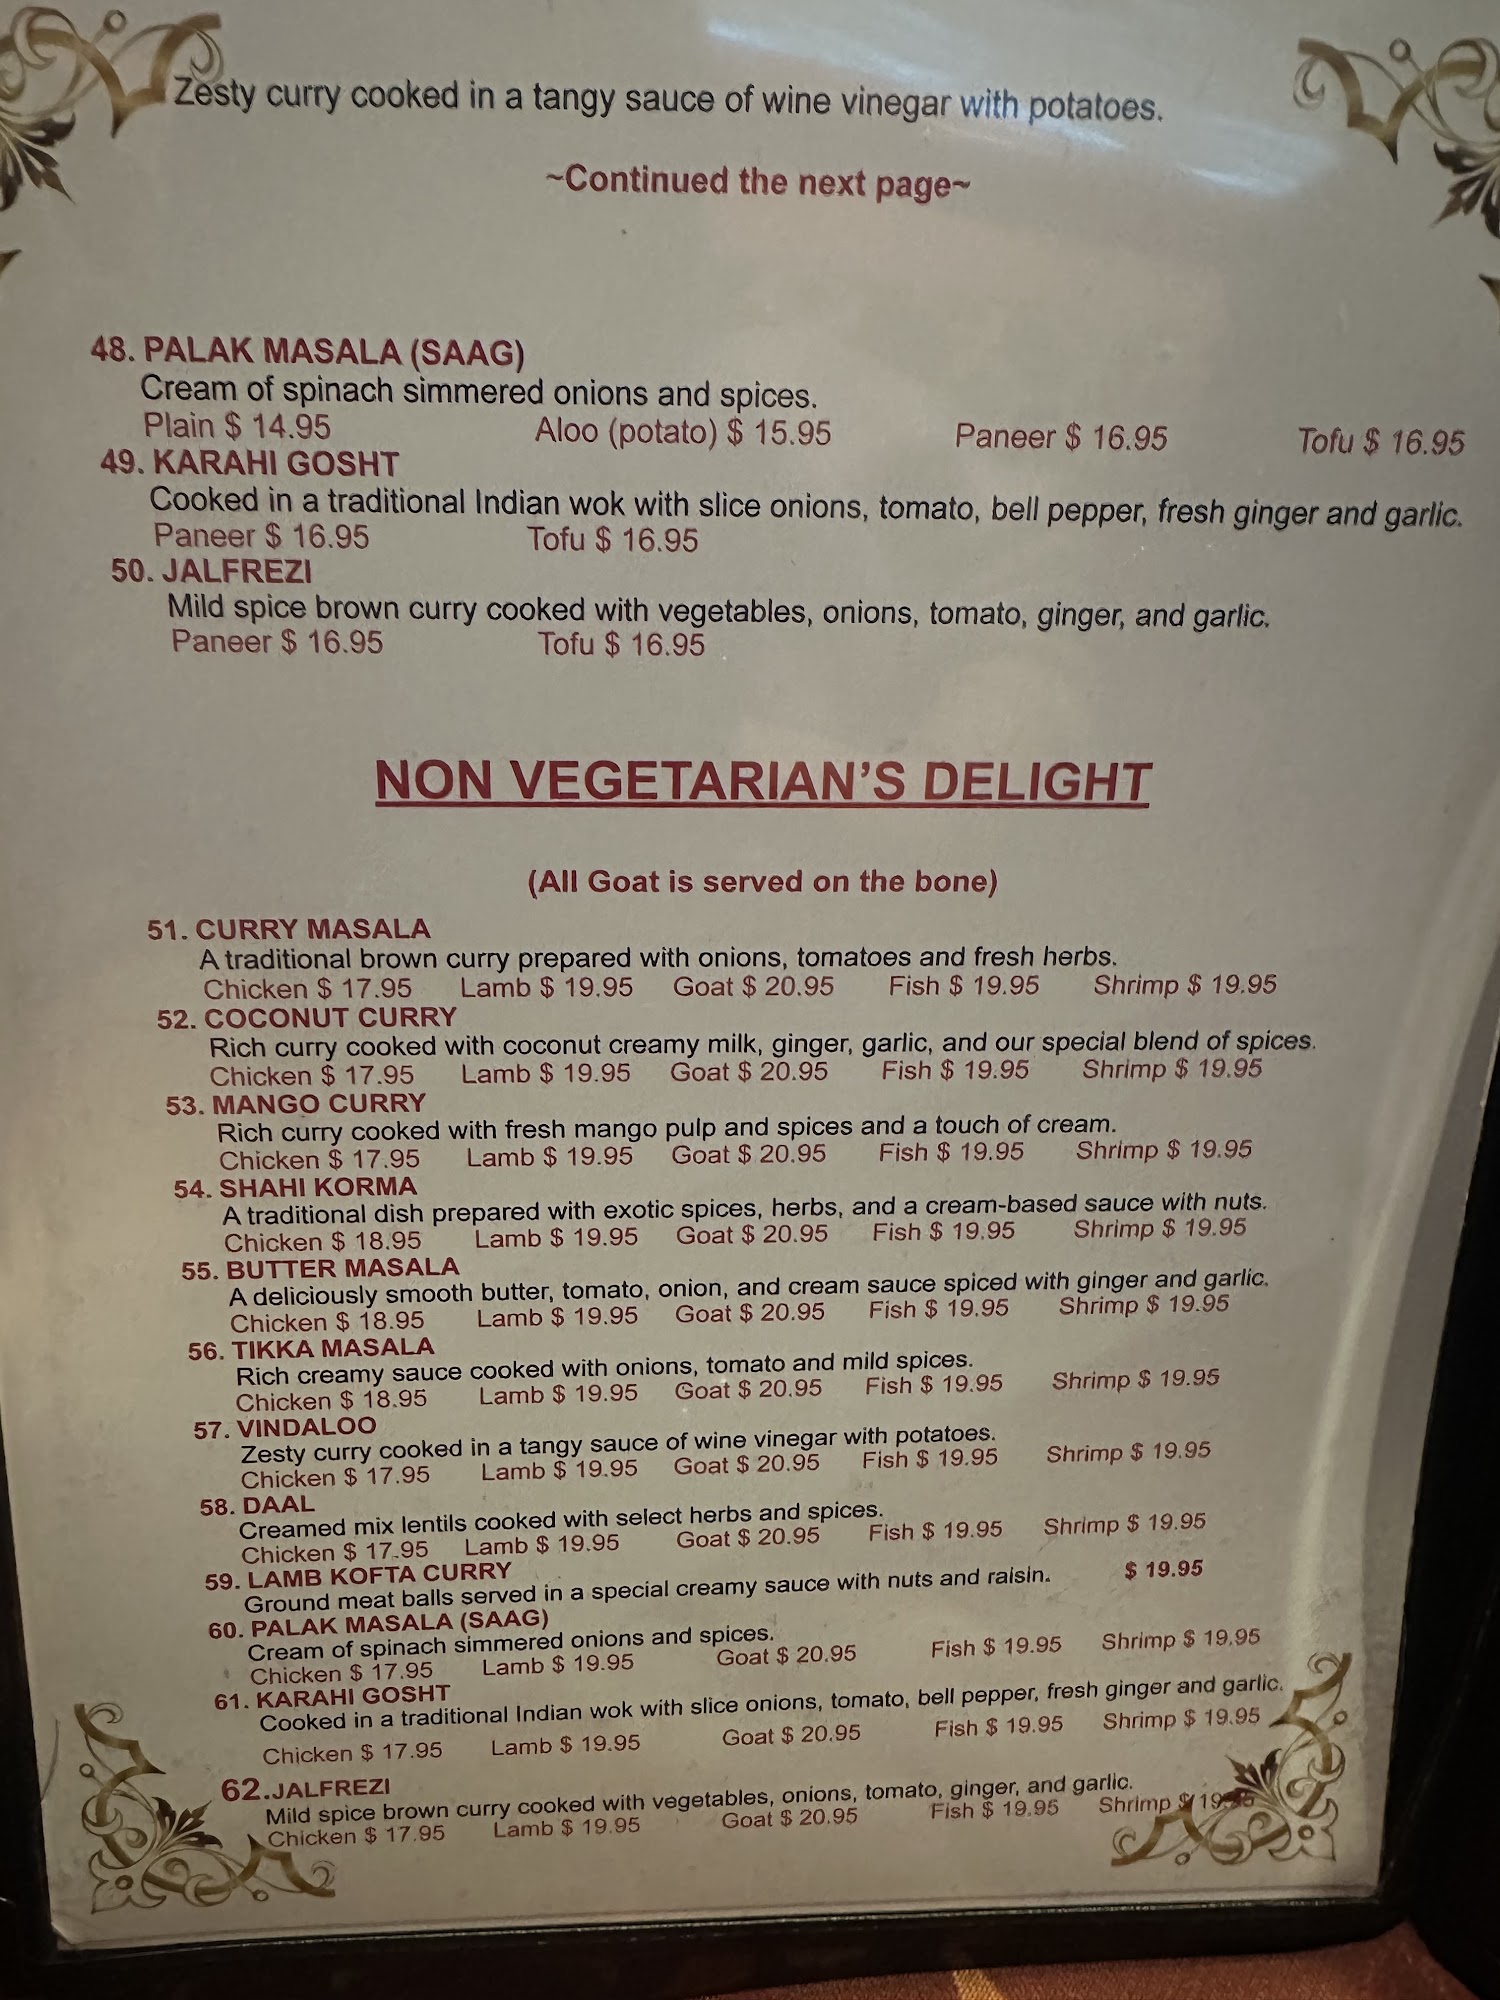 Zesty curry cooked in a tangy sauce of wine vinegar with potatoes.
~Continued the next page~
48. PALAK MASALA (SAAG)
Cream of spinach simmered onions and spices.
Plain $ 14.95 Aloo (potato) $ 15.95 Paneer $ 16.95 Tofu $ 16.95
49. KARAHI GOSHT
Cooked in a traditional Indian wok with slice onions, tomato, bell pepper, fresh ginger and garlic.
Paneer $ 16.95 Tofu $ 16.95
50. JALFREZI
Mild spice brown curry cooked with vegetables, onions, tomato, ginger, and garlic.
Paneer $ 16.95 Tofu $ 16.95
NON VEGETARIAN'S DELIGHT
(All Goat is served on the bone)
51. CURRY MASALA
A traditional brown curry prepared with onions, tomatoes and fresh herbs.
Chicken $ 17.95 Lamb $ 19.95 Goat $ 20.95 Fish $ 19.95 Shrimp $ 19.95
52. COCONUT CURRY
Rich curry cooked with coconut creamy milk, ginger, garlic, and our special blend of spices.
Chicken $ 17.95 Lamb $ 19.95 Goat $ 20.95 Fish $ 19.95 Shrimp $ 19.95
53. MANGO CURRY
Rich curry cooked with fresh mango pulp and spices and a touch of cream.
Chicken $ 17.95 Lamb $ 19.95 Goat $ 20.95 Fish $ 19.95 Shrimp $ 19.95
54. SHAHI KORMA
A traditional dish prepared with exotic spices, herbs, and a cream-based sauce with nuts.
Chicken $ 18.95 Lamb $ 19.95 Goat $ 20.95 Fish $ 19.95 Shrimp $ 19.95
55. BUTTER MASALA
A deliciously smooth butter, tomato, onion, and cream sauce spiced with ginger and garlic.
Chicken $ 18.95 Lamb $ 19.95 Goat $ 20.95 Fish $ 19.95 Shrimp $ 19.95
56. TIKKA MASALA
Rich creamy sauce cooked with onions, tomato and mild spices.
Chicken $ 18.95 Lamb $ 19.95 Goat $ 20.95 Fish $ 19.95 Shrimp $ 19.95
57. VINDALOO
Zesty curry cooked in a tangy sauce of wine vinegar with potatoes.
Chicken $ 17.95 Lamb $ 19.95 Goat $ 20.95 Fish $ 19.95 Shrimp $ 19.95
58. DAAL
Creamed mix lentils cooked with select herbs and spices.
Chicken $ 17.95 Lamb $ 19.95 Goat $ 20.95 Fish $ 19.95 Shrimp $ 19.95
59. LAMB KOFTA CURRY $ 19.95
Ground meat balls served in a special creamy sauce with nuts and raisin.
60. PALAK MASALA (SAAG)
Cream of spinach simmered onions and spices.
Chicken $ 17.95 Lamb $ 19.95 Goat $ 20.95 Fish $ 19.95 Shrimp $ 19.95
61. KARAHI GOSHT
Cooked in a traditional Indian wok with slice onions, tomato, bell pepper, fresh ginger and garlic.
Chicken $ 17.95 Lamb $ 19.95 Goat $ 20.95 Fish $ 19.95 Shrimp $ 19.95
62.JALFREZI
Mild spice brown curry cooked with vegetables, onions, tomato, ginger, and garlic.
Chicken $ 17.95 Lamb $ 19.95 Goat $ 20.95 Fish $ 19.95 Shrimp $